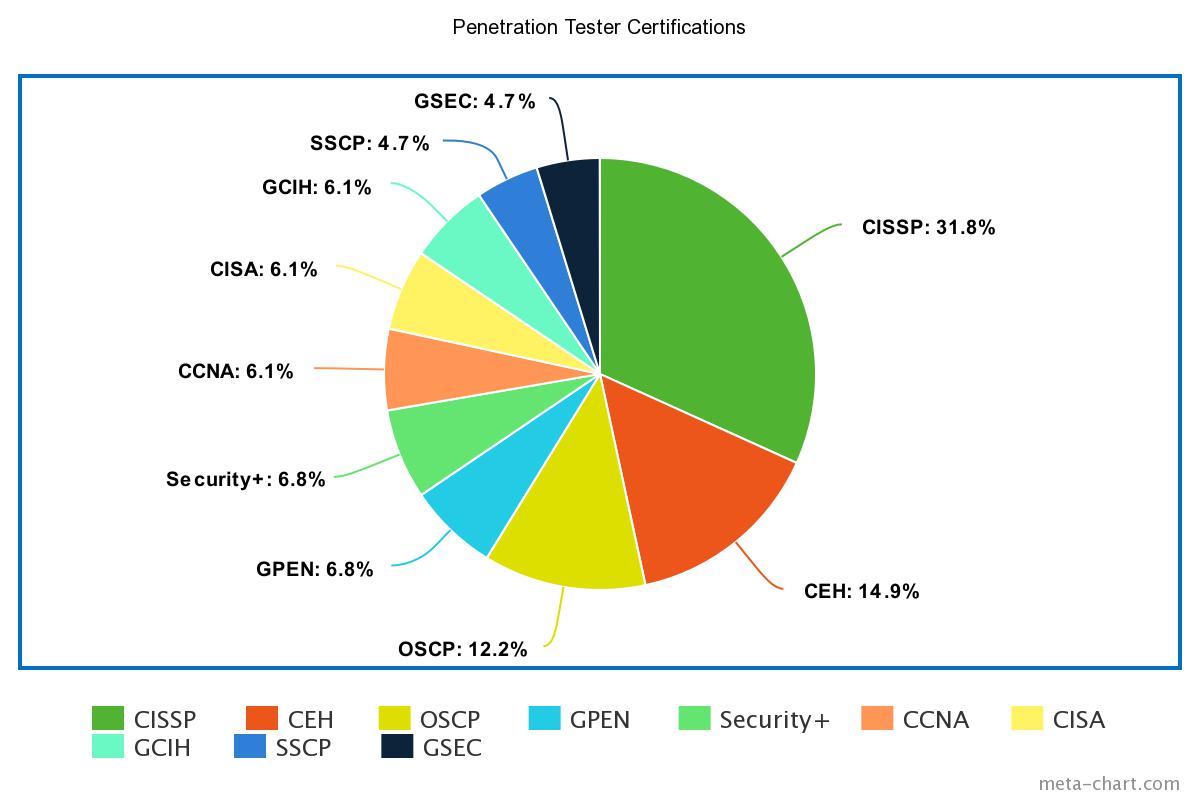 Penetration Tester Certifications
GSEC: 4.7%
SSCP: 4.7%
GCIH: 6.1%
CISSP: 31.8%
CISA: 6.1%
CCNA: 6.1%
Security+: 6.8%
GPEN: 6.8%
CEH: 14.9%
OSCP: 12.2%
CISSP CEH OSCP GPEN Security+ CCNA CISA
GCIH SSCP GSEC
meta-chart.com